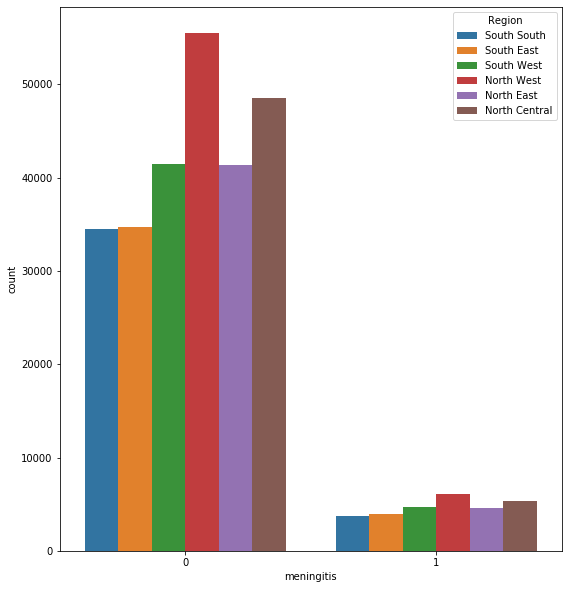 Region
South South
South East
South West
North West
North East
North Central
50000
40000
30000
20000
10000
0
count
0 1
meningitis